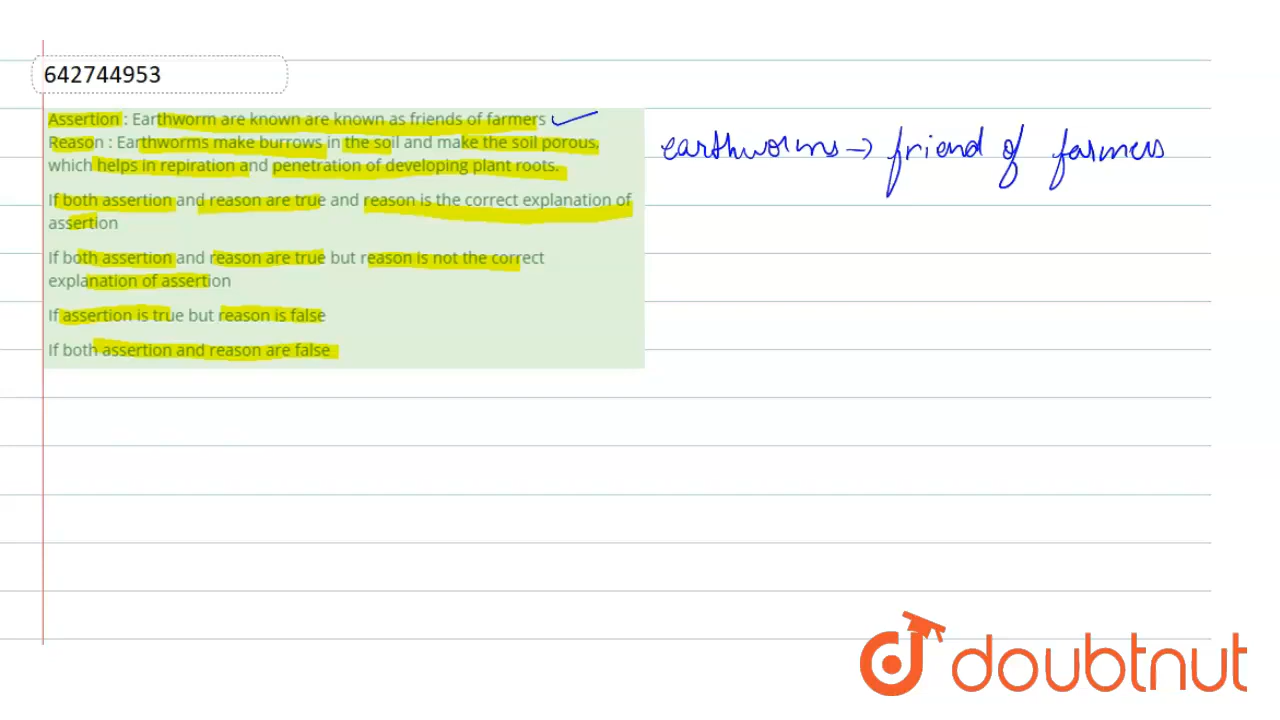 642744953
Assertion : Earthworm are known are known as friends of farmers
Reason : Earthworms make burrows in the soil and make the soil porous,
which helps in repiration and penetration of developing plant roots.
If both assertion and reason are true and reason is the correct explanation of
assertion
If both assertion and reason are true but reason is not the correct
explanation of assertion
If assertion is true but reason is false
If both assertion and reason are false
earthworms → friend of farmers
doubtnut